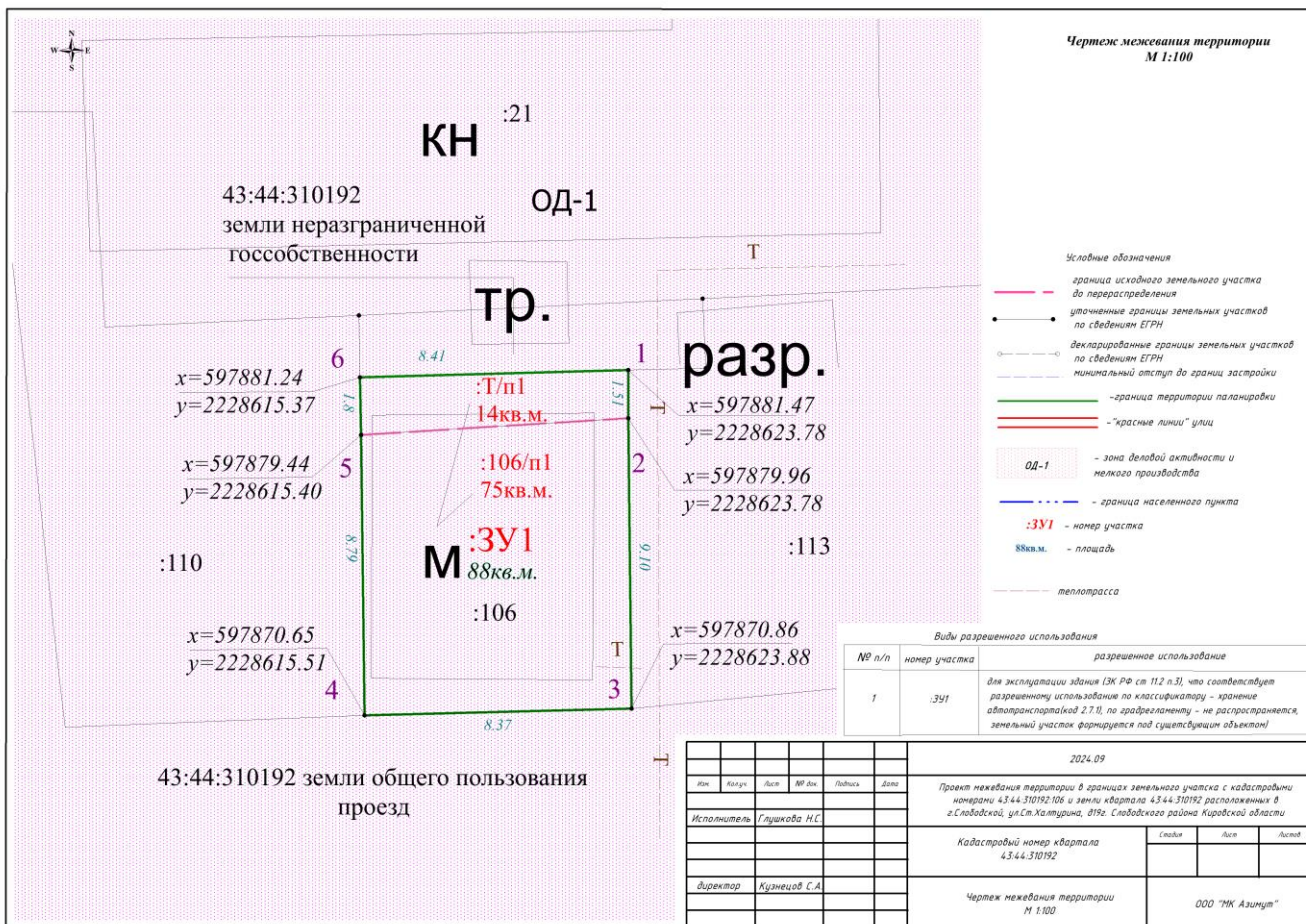 N
W E
S
Чертеж межевания территории
М 1:100
:21
КН
ОД-1
43:44:310192
земли неразграниченной
госсобственности
Т
тр.
разр.
6
8.41
1
х=597881.24
у=2228615.37
1.8
:Т/п1
14кв.м.
1.51
Т
х=597881.47
у=2228623.78
х=597879.44
у=2228615.40
5
:106/п1
75кв.м.
2
х=597879.96
у=2228623.78
:110
8.79
:ЗУ1
М
88кв.м.
9.10
:113
:106
х=597870.65
у=2228615.51
4
Т
3
х=597870.86
у=2228623.88
8.37
Т
43:44:310192 земли общего пользования
проезд
Условные обозначения
граница исходного земельного участка
до перераспределения
уточненные границы земельных участков
по сведениям ЕГРН
декларированные границы земельных участков
по сведениям ЕГРН
минимальный отступ до границ застройки
-граница территории паланировки
-"красные линии" улиц
ОД-1
- зона деловой активности и
мелкого производства
- граница населенного пункта
:ЗУ1 - номер участка
88кв.м. - площадь
теплотрасса
Виды разрешенного использования
№ п/п номер участка разрешенное использование
1 :ЗУ1
для эксплуатации здания (ЗК РФ ст 11.2 п.3), что соответствует
разрешенному использование по классификатору - хранение
автотранспорта(код 2.7.1), по градрегламенту - не распространяется,
земельный участок формируется под существующим объектом)
2024.09
Изм Кол.уч Лист № док. Подпись Дата
Проект межевания территории в границах земельного учатска с кадастровыми
номерами 43:44:310192:106 и земли квартала 43:44:310192 расположенных в
г.Слободской, ул.Ст.Халтурина, д19г. Слободского района Кировской области
Исполнитель Глушкова Н.С.
Кадастровый номер квартала
43:44:310192
Стадия Лист Листов
директор Кузнецов С.А.
Чертеж межевания территории
М 1:100
ООО "МК Азимут"